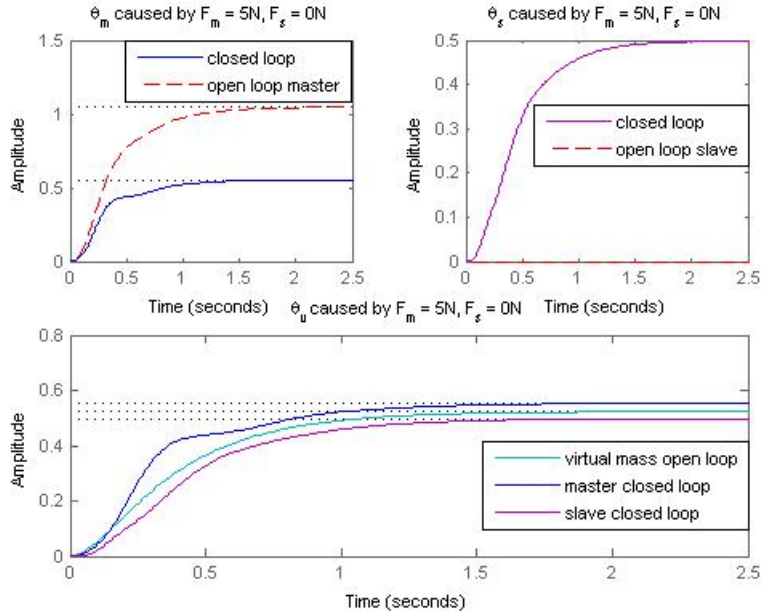 θm caused by Fm = 5N, Fs = 0N
1.5
1
0.5
0
Amplitude
closed loop
open loop master
0 0.5 1 1.5 2 2.5
Time (seconds)
θs caused by Fm = 5N, Fs = 0N
0.5
0.4
0.3
0.2
0.1
0
Amplitude
closed loop
open loop slave
0 0.5 1 1.5 2 2.5
Time (seconds)
θu caused by Fm = 5N, Fs = 0N
0.8
0.6
0.4
0.2
0
Amplitude
virtual mass open loop
master closed loop
slave closed loop
0 0.5 1 1.5 2 2.5
Time (seconds)